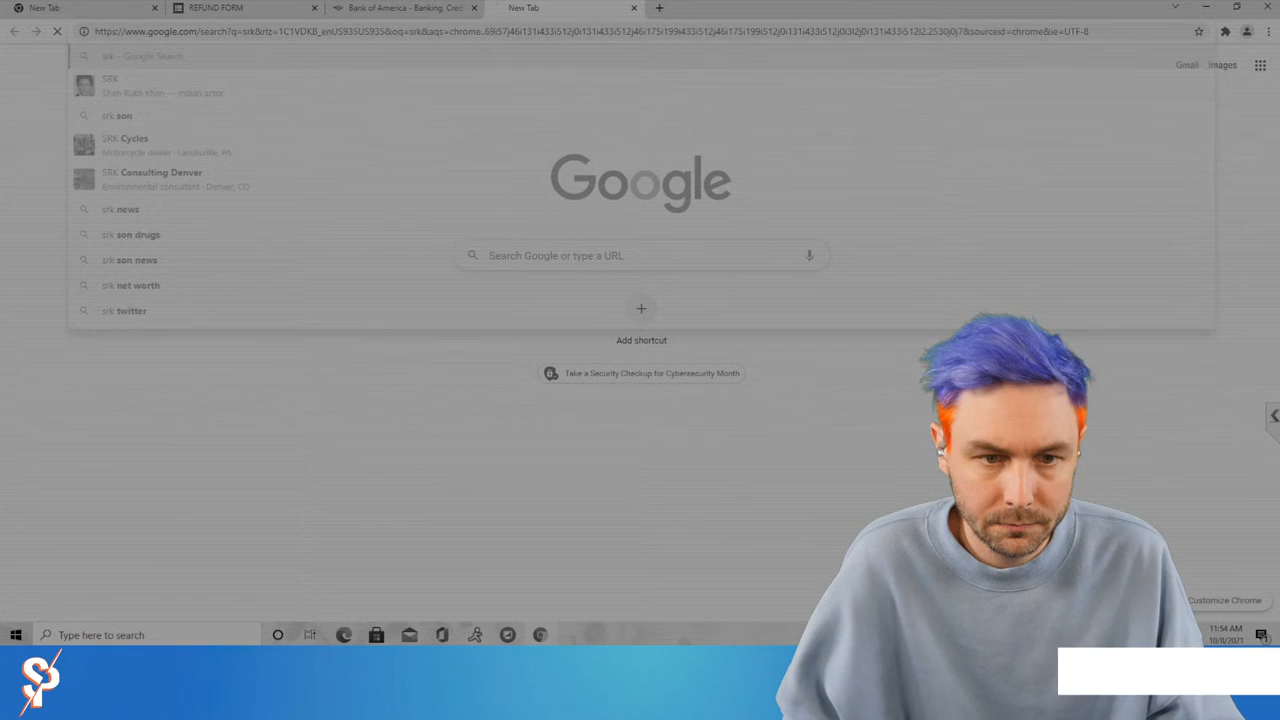 New Tab
REFUND FORM
Bank of America - Banking, Cred
New Tab
https://www.google.com/search?q=srk&rlz=1C1VDKB_enUS935US935&oq=srk&aqs=chrome..69i57j46i131i433i512j0i131i433i512j46i175i199i433i512j46i175i199i512j0i131i433i512j0i3l2j0i131i433i512l2.2530j0j7&sourceid=chrome&ie=UTF-8
srk - Google Search
Gmail Images
SRK
Shah Rukh Khan — Indian actor
srk son
SRK Cycles
Motorcycle dealer · Landisville, PA
SRK Consulting Denver
Environmental consultant · Denver, CO
srk news
srk son drugs
srk son news
srk net worth
srk twitter
Google
Search Google or type a URL
Add shortcut
Take a Security Checkup for Cybersecurity Month
Customize Chrome
Type here to search
11:54 AM
10/8/2021
SP